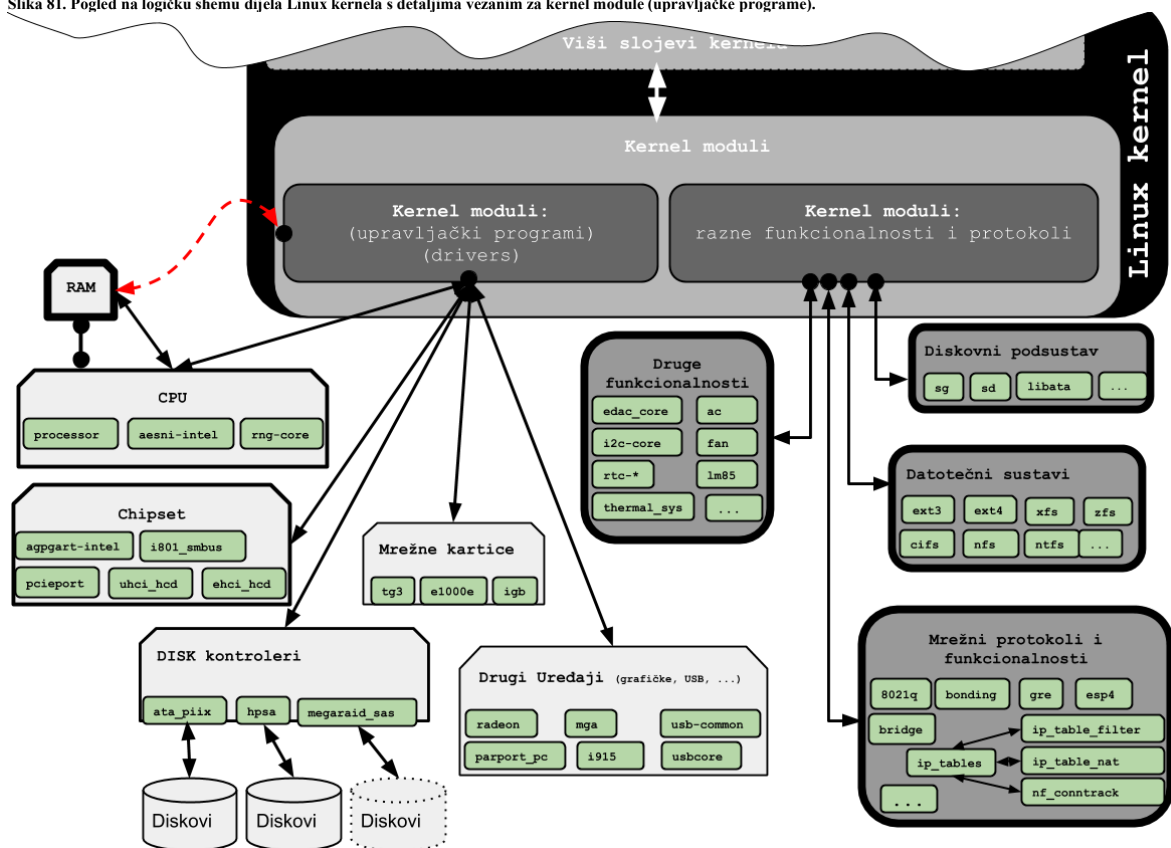 Slika 81. Pogled na logičku shemu dijela Linux kernela s detaljima vezanim za kernel module (upravljačke programe).
Viši slojevi kernela
Linux kernel
Kernel moduli
Kernel moduli:
(upravljački programi)
(drivers)
Kernel moduli:
razne funkcionalnosti i protokoli
RAM
CPU
processor
aesni-intel
rng-core
Chipset
agpgart-intel
i801_smbus
pcieport
uhci_hcd
ehci_hcd
DISK kontroleri
ata_piix
hpsa
megaraid_sas
Diskovi
Diskovi
Diskovi
Mrežne kartice
tg3
e1000e
igb
Drugi Uređaji (grafičke, USB, ...)
radeon
mga
usb-common
parport_pc
i915
usbcore
Druge
funkcionalnosti
edac_core
ac
i2c-core
fan
rtc-*
lm85
thermal_sys
...
Diskovni podsustav
sg
sd
libata
...
Datotečni sustavi
ext3
ext4
xfs
zfs
cifs
nfs
ntfs
...
Mrežni protokoli i
funkcionalnosti
8021q
bonding
gre
esp4
bridge
ip_table_filter
ip_tables
ip_table_nat
nf_conntrack
...